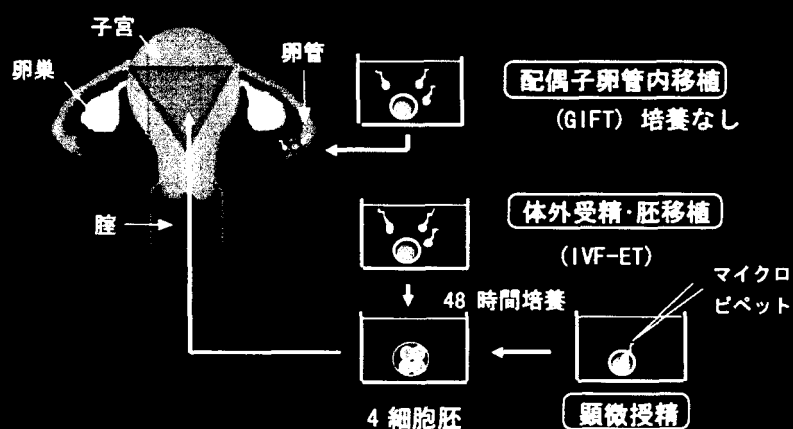 子宮
卵管
卵巣
配偶子卵管内移植
(GIFT) 培養なし
体外受精・胚移植
(IVF-ET)
腟
マイクロ
ピペット
48 時間培養
4 細胞胚
顕微授精